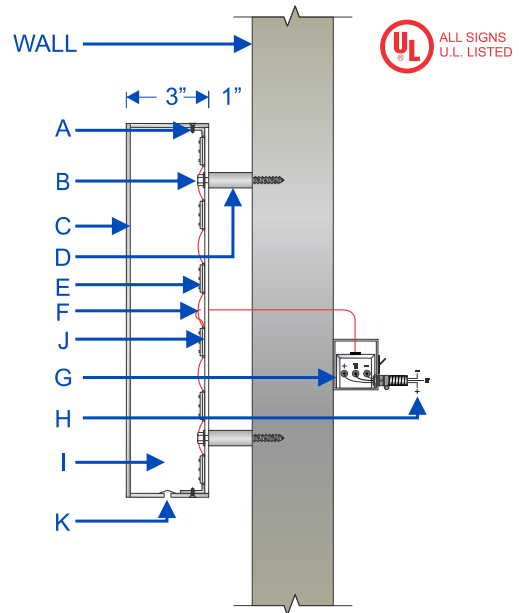 WALL
UL
ALL SIGNS
U.L. LISTED
3” 1”
A
B
C
D
E
F
J
G
+ -
-
+
H
I
K